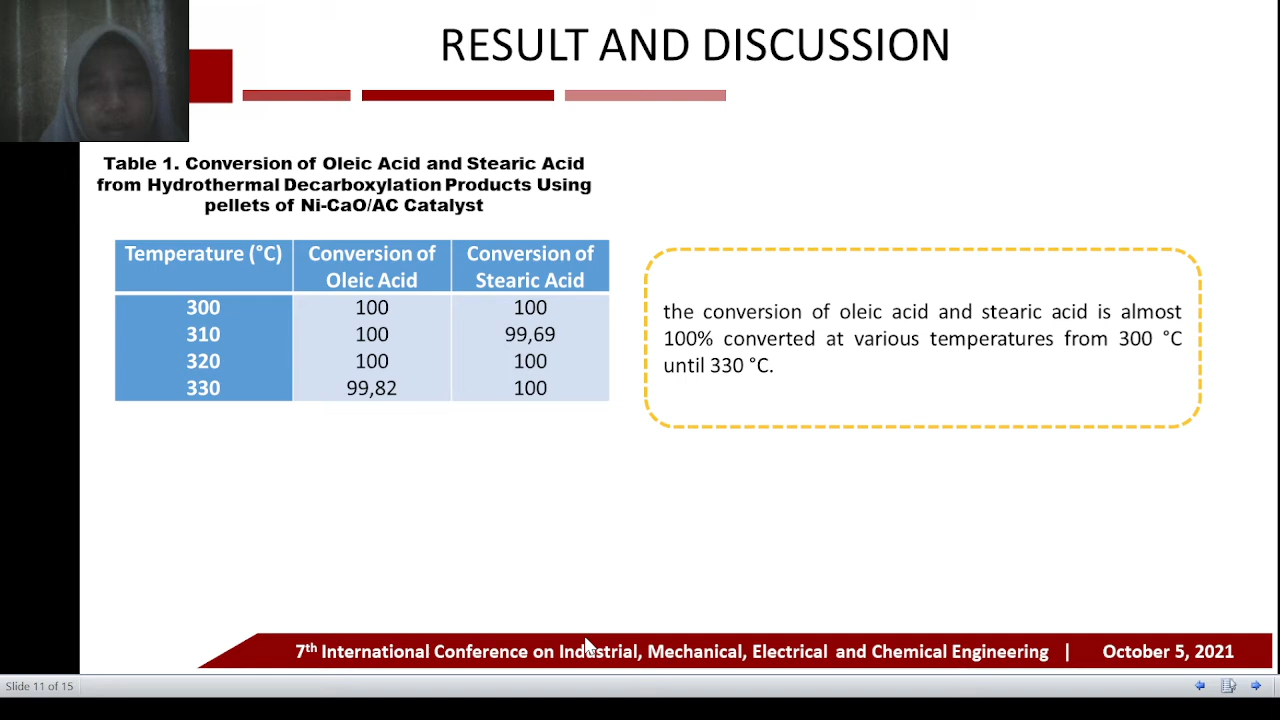 RESULT AND DISCUSSION
Table 1. Conversion of Oleic Acid and Stearic Acid
from Hydrothermal Decarboxylation Products Using
pellets of Ni-CaO/AC Catalyst
Temperature (°C) Conversion of Oleic Acid Conversion of Stearic Acid
300 100 100
310 100 99,69
320 100 100
330 99,82 100
the conversion of oleic acid and stearic acid is almost
100% converted at various temperatures from 300 °C
until 330 °C.
7th International Conference on Industrial, Mechanical, Electrical and Chemical Engineering | October 5, 2021
Slide 11 of 15